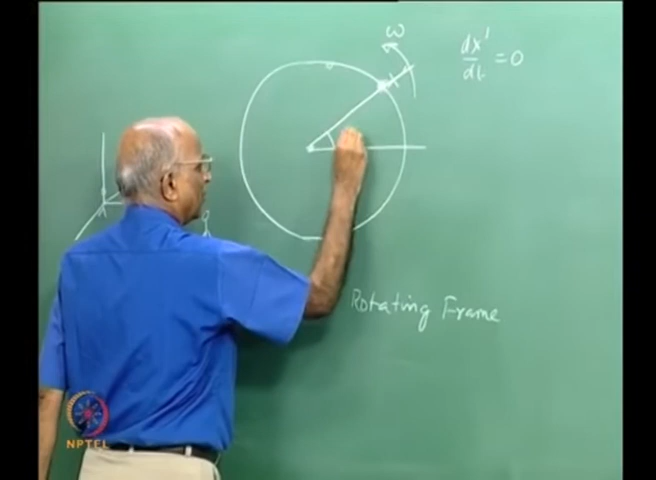 ω
dx'
dt = 0
Rotating Frame
NPTEL